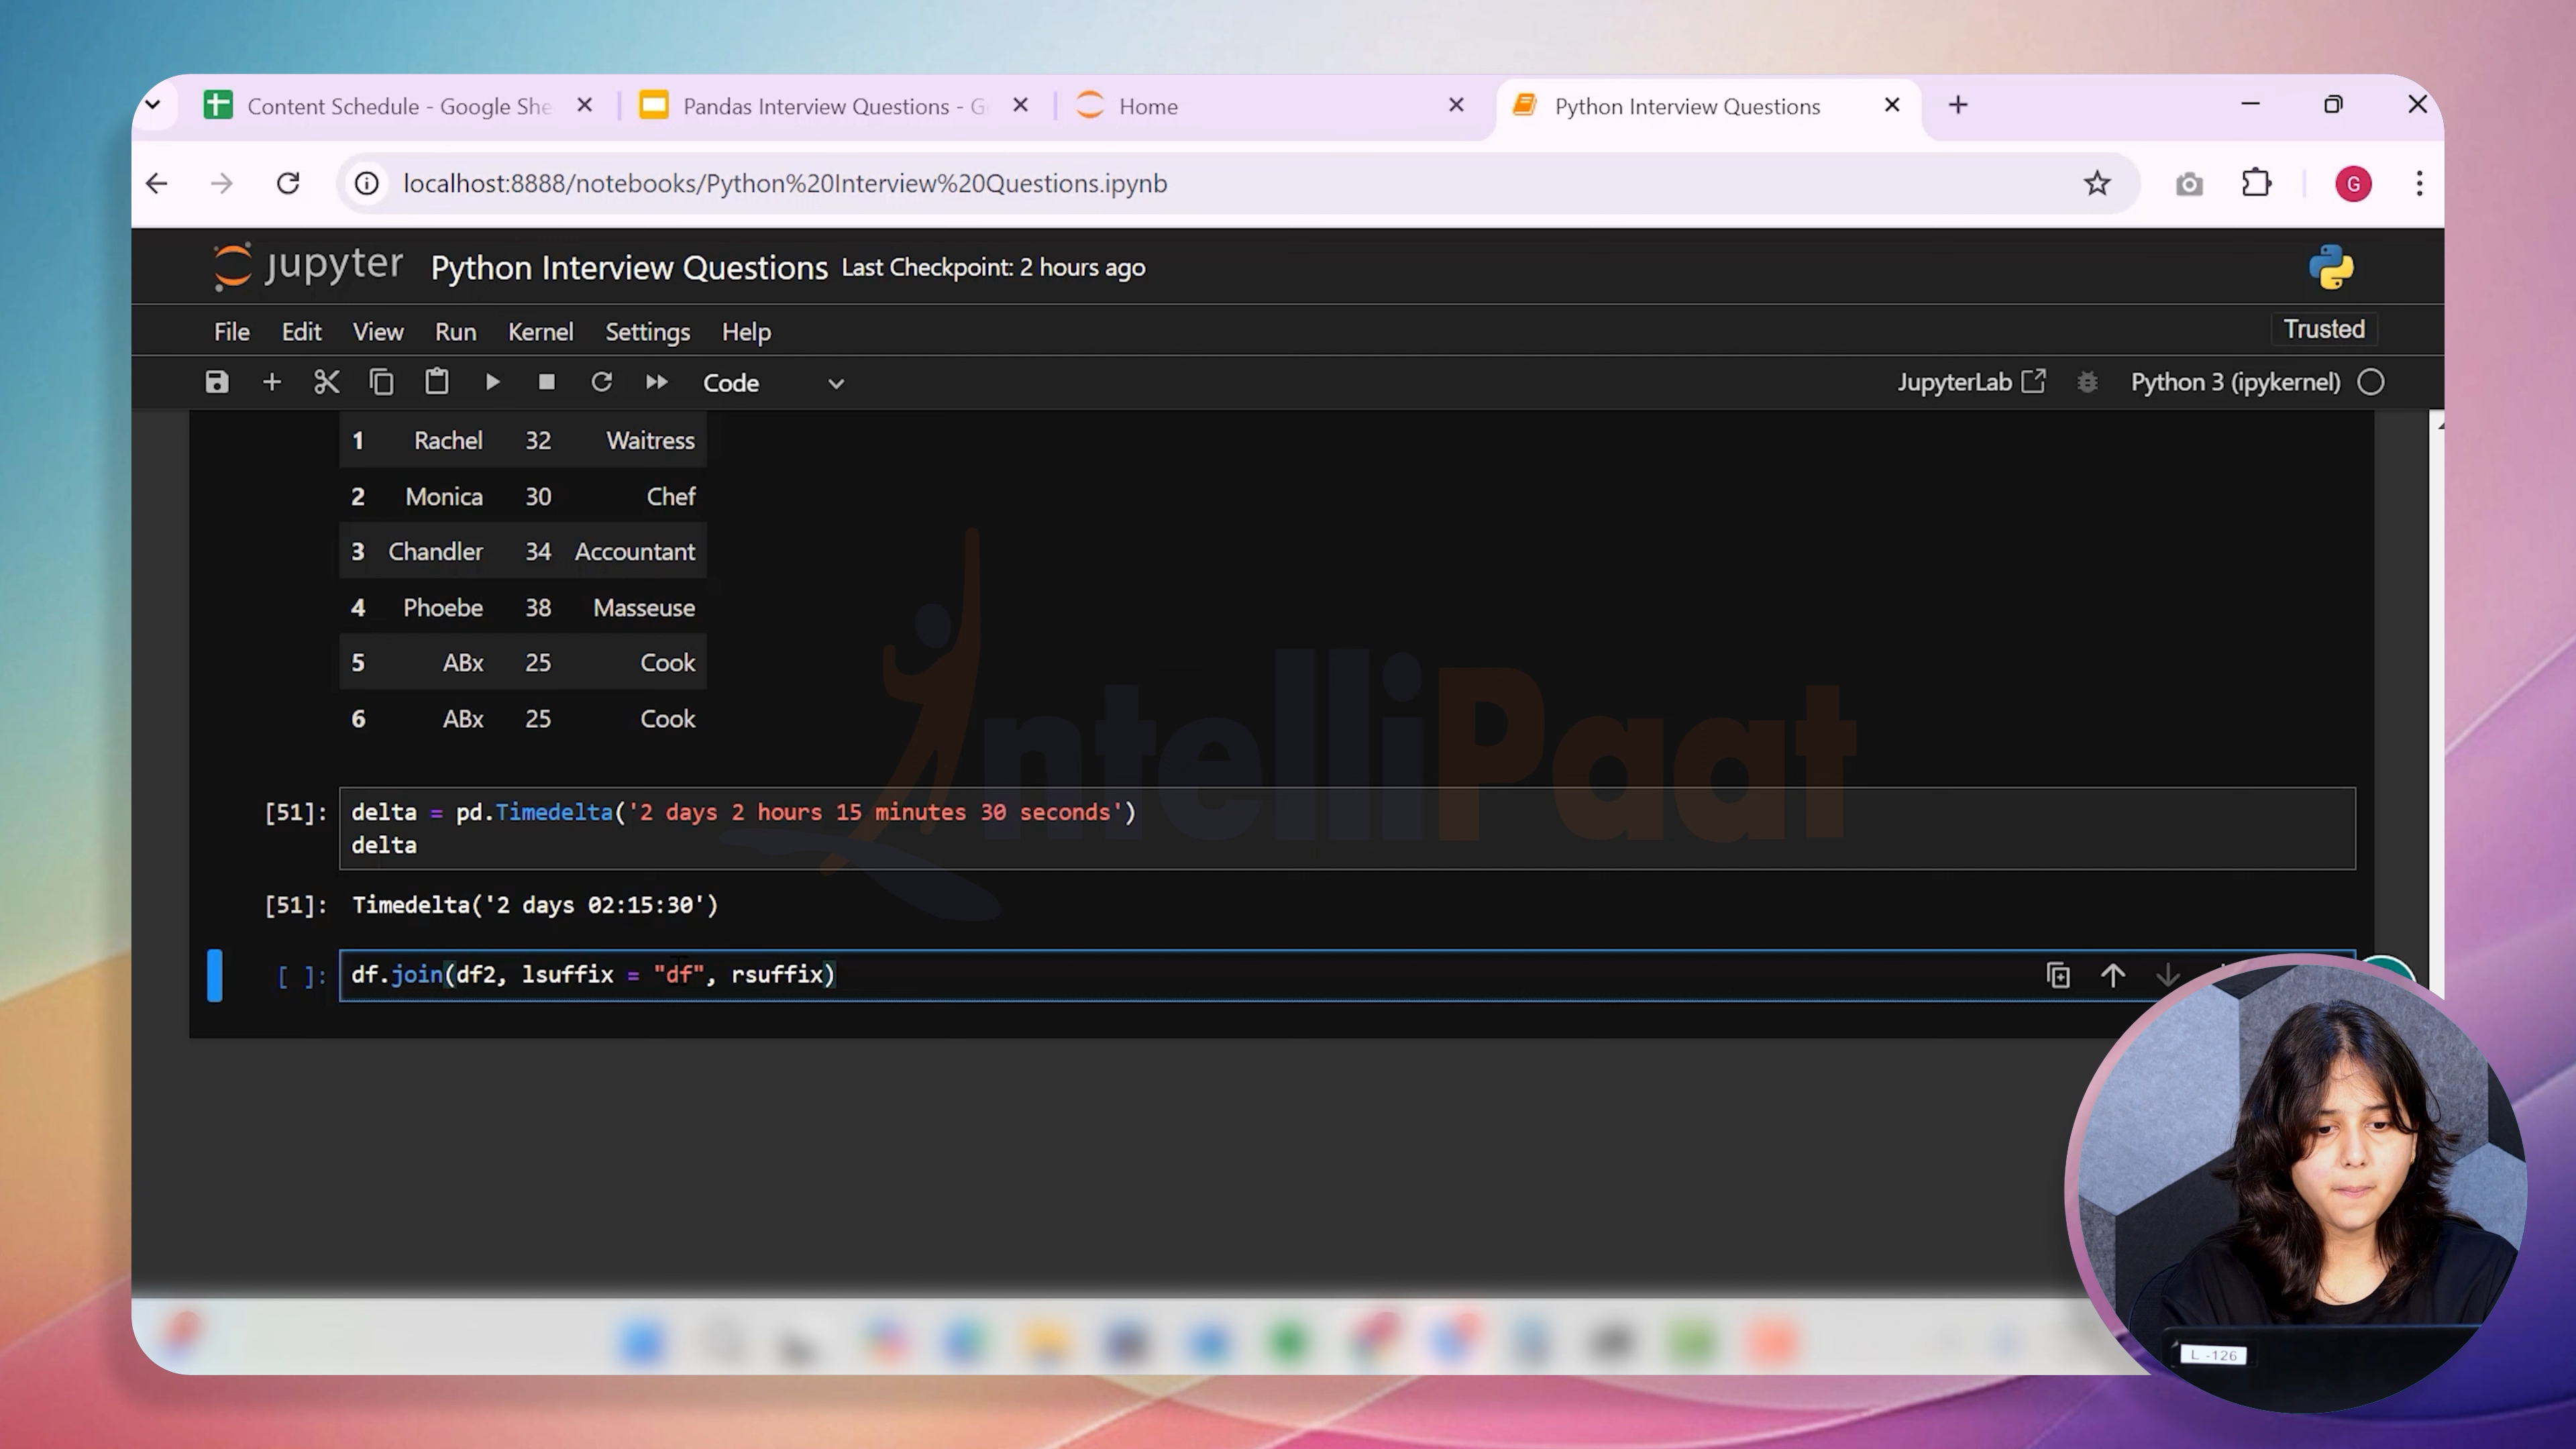 Content Schedule - Google She
Pandas Interview Questions - G
Home
Python Interview Questions
localhost:8888/notebooks/Python%20Interview%20Questions.ipynb
G
jupyter Python Interview Questions Last Checkpoint: 2 hours ago
File Edit View Run Kernel Settings Help
Trusted
Code
JupyterLab
Python 3 (ipykernel)
1 Rachel 32 Waitress
2 Monica 30 Chef
3 Chandler 34 Accountant
4 Phoebe 38 Masseuse
5 ABx 25 Cook
6 ABx 25 Cook
IntelliPaat
[51]: delta = pd.Timedelta('2 days 2 hours 15 minutes 30 seconds')
delta
[51]: Timedelta('2 days 02:15:30')
[ ]: df.join(df2, lsuffix = "df", rsuffix)
L -126